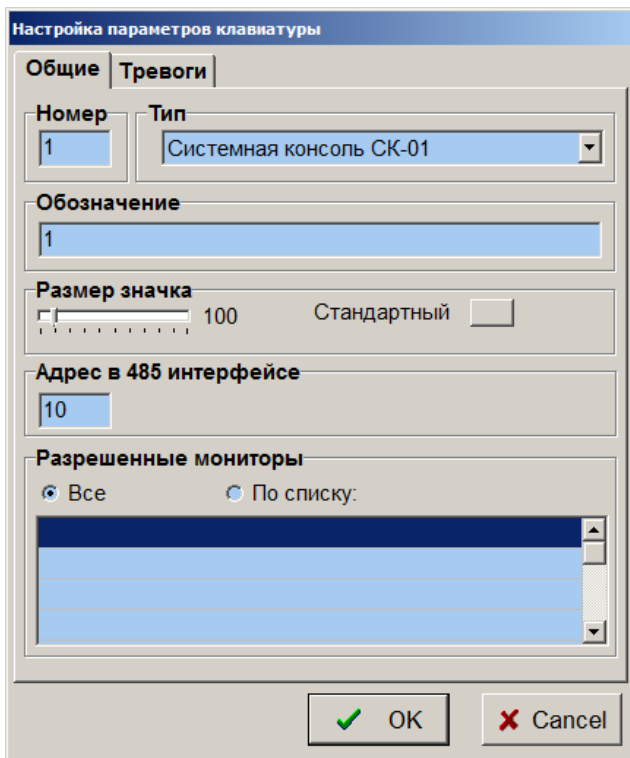 Настройка параметров клавиатуры
Общие Тревоги
Номер Тип
1 Системная консоль СК-01
Обозначение
1
Размер значка
100 Стандартный
Адрес в 485 интерфейсе
10
Разрешенные мониторы
Все По списку:
OK Cancel